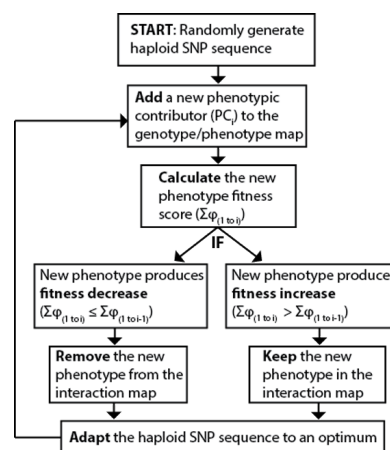 START: Randomly generate
haploid SNP sequence
Add a new phenotypic
contributor (PCi) to the
genotype/phenotype map
Calculate the new
phenotype fitness
score (Σφ(1 to i))
IF
New phenotype produces
fitness decrease
(Σφ(1 to i) ≤ Σφ(1 to i-1))
New phenotype produce
fitness increase
(Σφ(1 to i) > Σφ(1 to i-1))
Remove the new
phenotype from the
interaction map
Keep the new
phenotype in the
interaction map
Adapt the haploid SNP sequence to an optimum